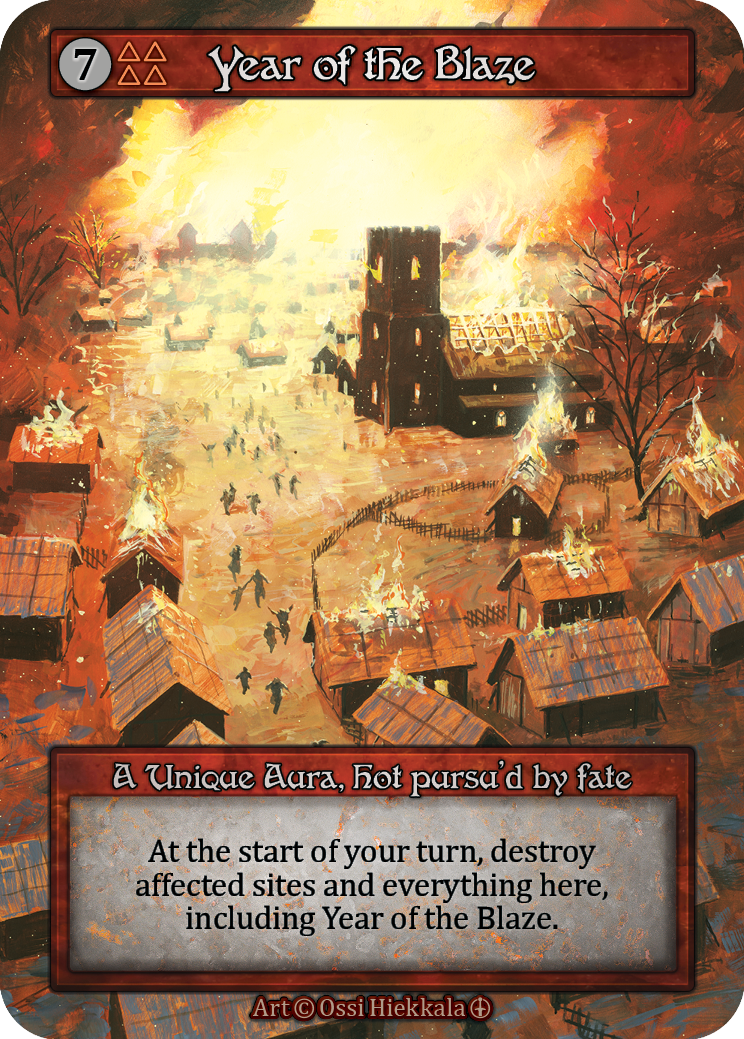 7 Year of the Blaze
A Unique Aura, hot pursu'd by fate
At the start of your turn, destroy
affected sites and everything here,
including Year of the Blaze.
Art © Ossi Hiekkala